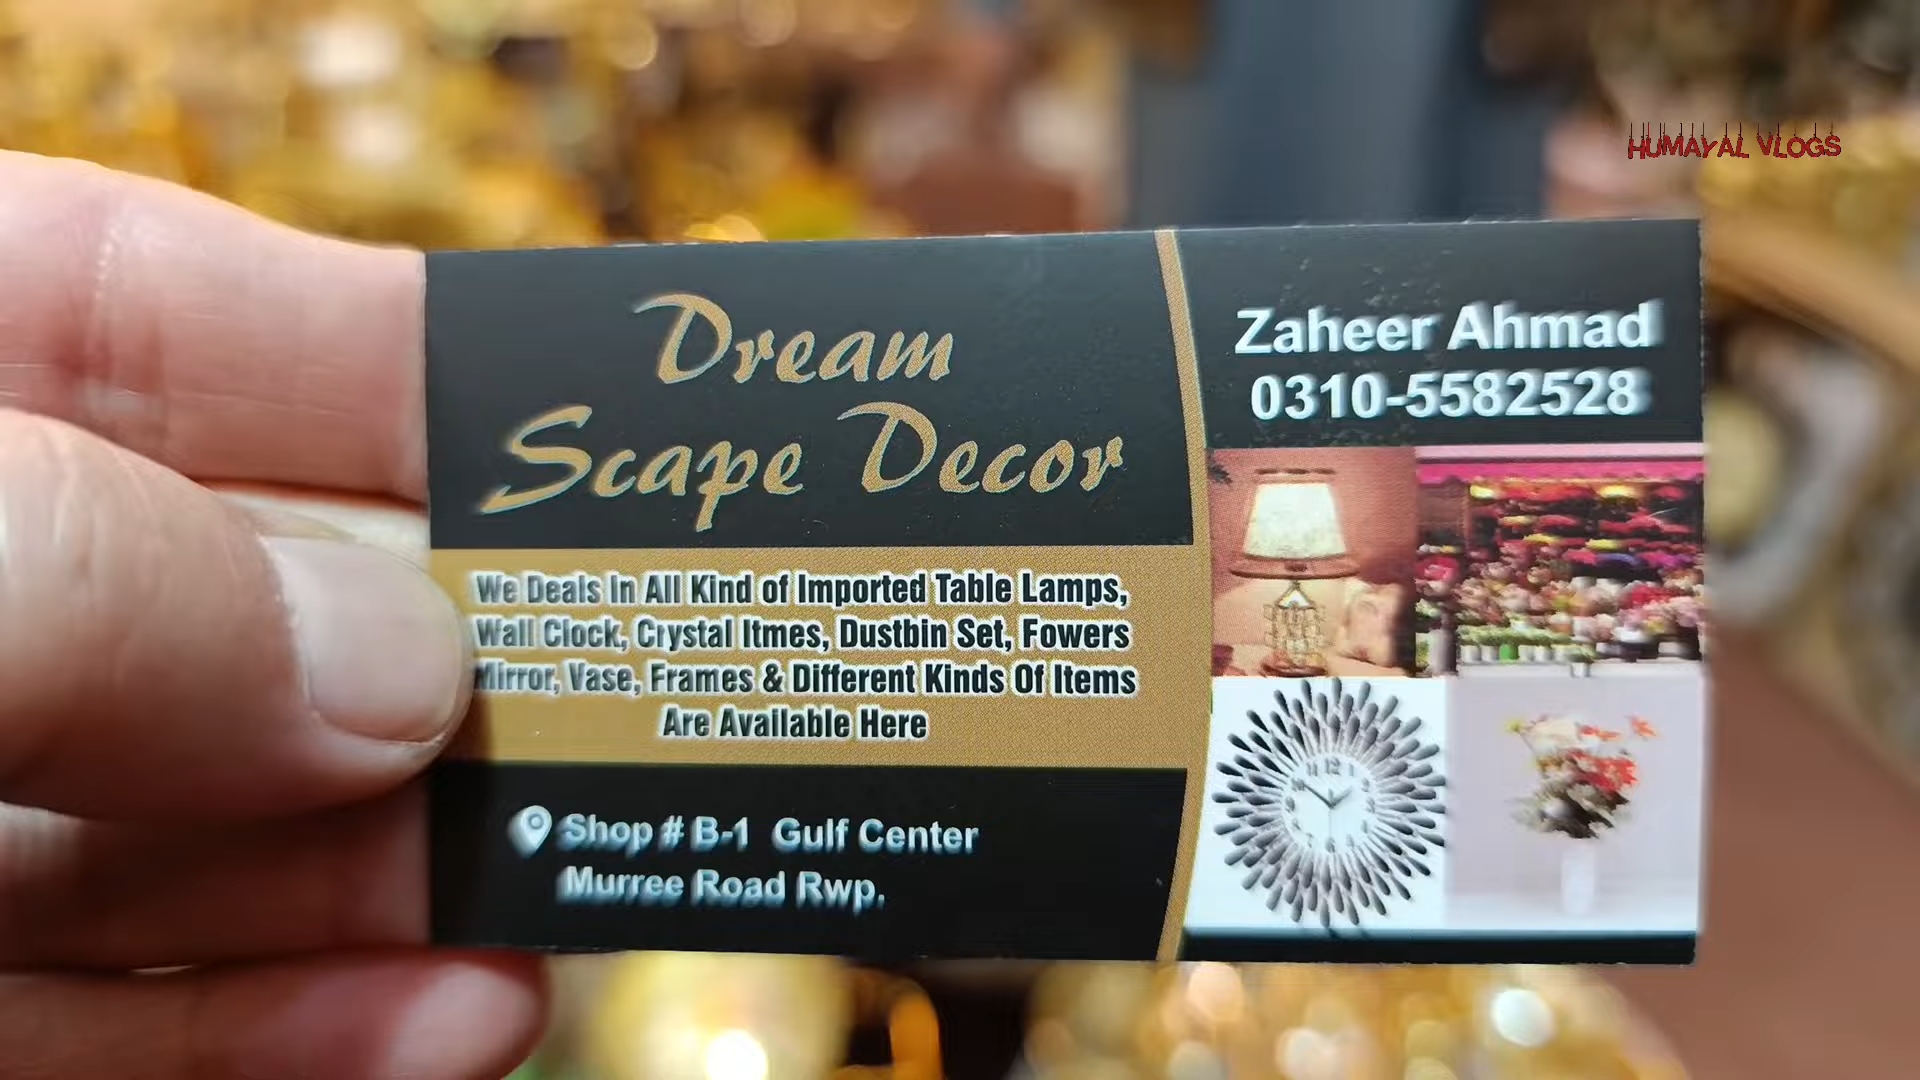 HUMAYAL VLOGS
Dream
Scape Decor
We Deals In All Kind of Imported Table Lamps,
Wall Clock, Crystal Itmes, Dustbin Set, Fowers
Mirror, Vase, Frames & Different Kinds Of Items
Are Available Here
Shop # B-1 Gulf Center
Murree Road Rwp.
Zaheer Ahmad
0310-5582528